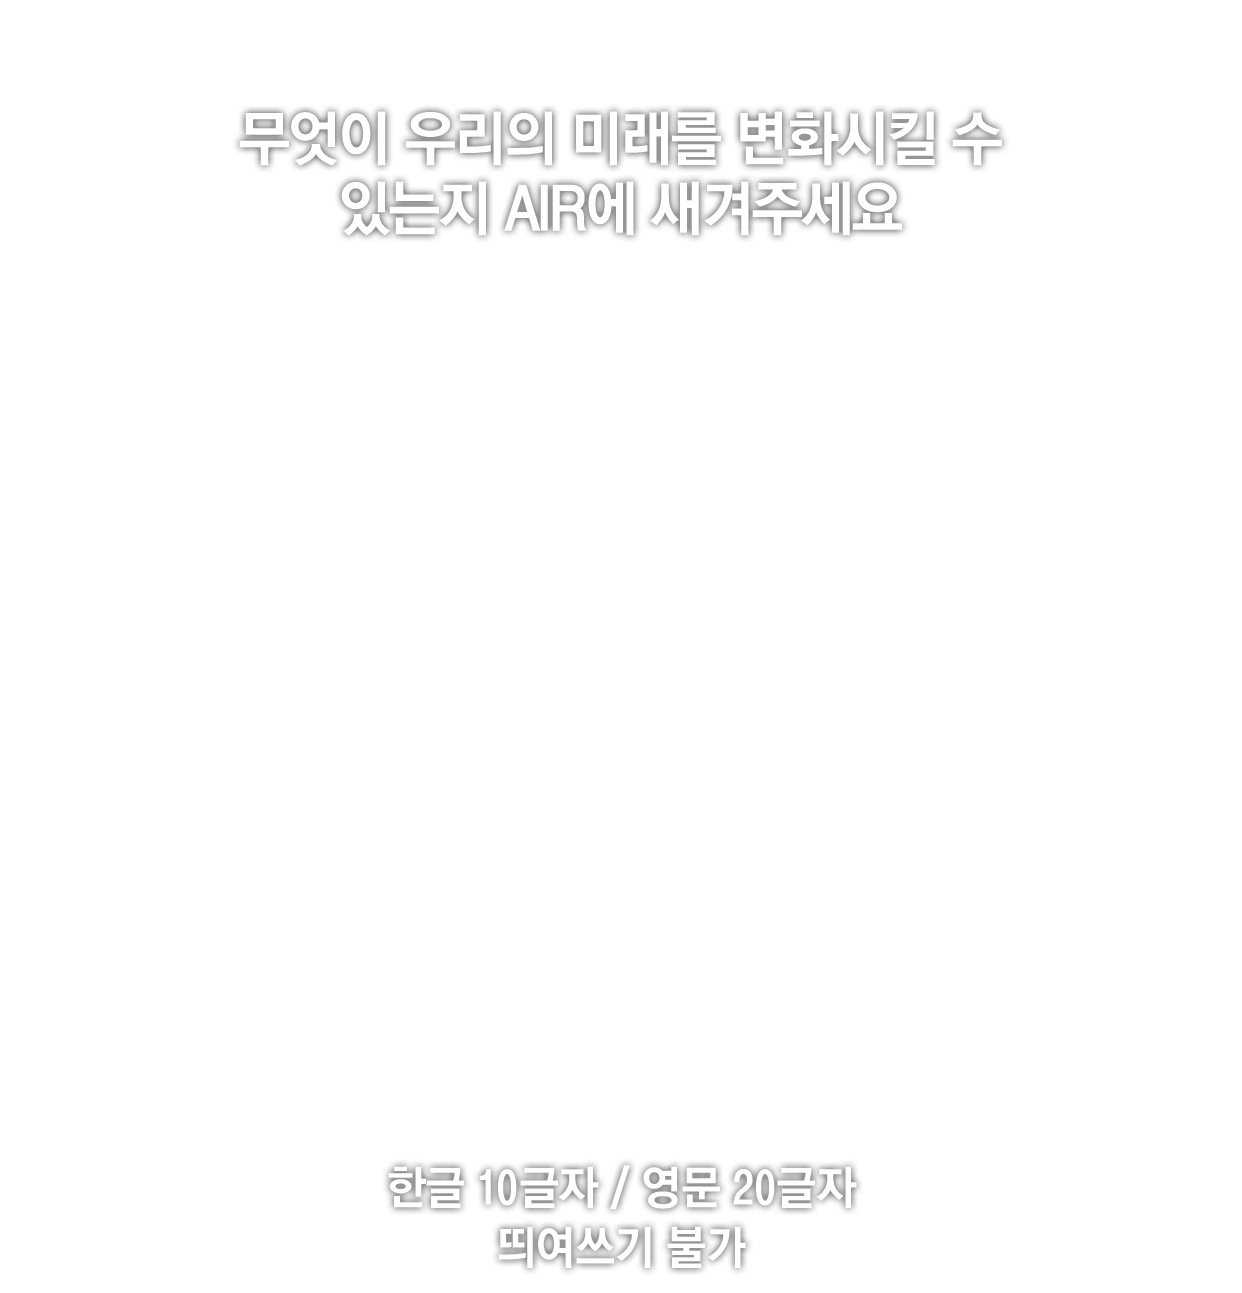 무엇이 우리의 미래를 변화시킬 수
있는지 AIR에 새겨주세요
한글 10글자 / 영문 20글자
띄여쓰기 불가